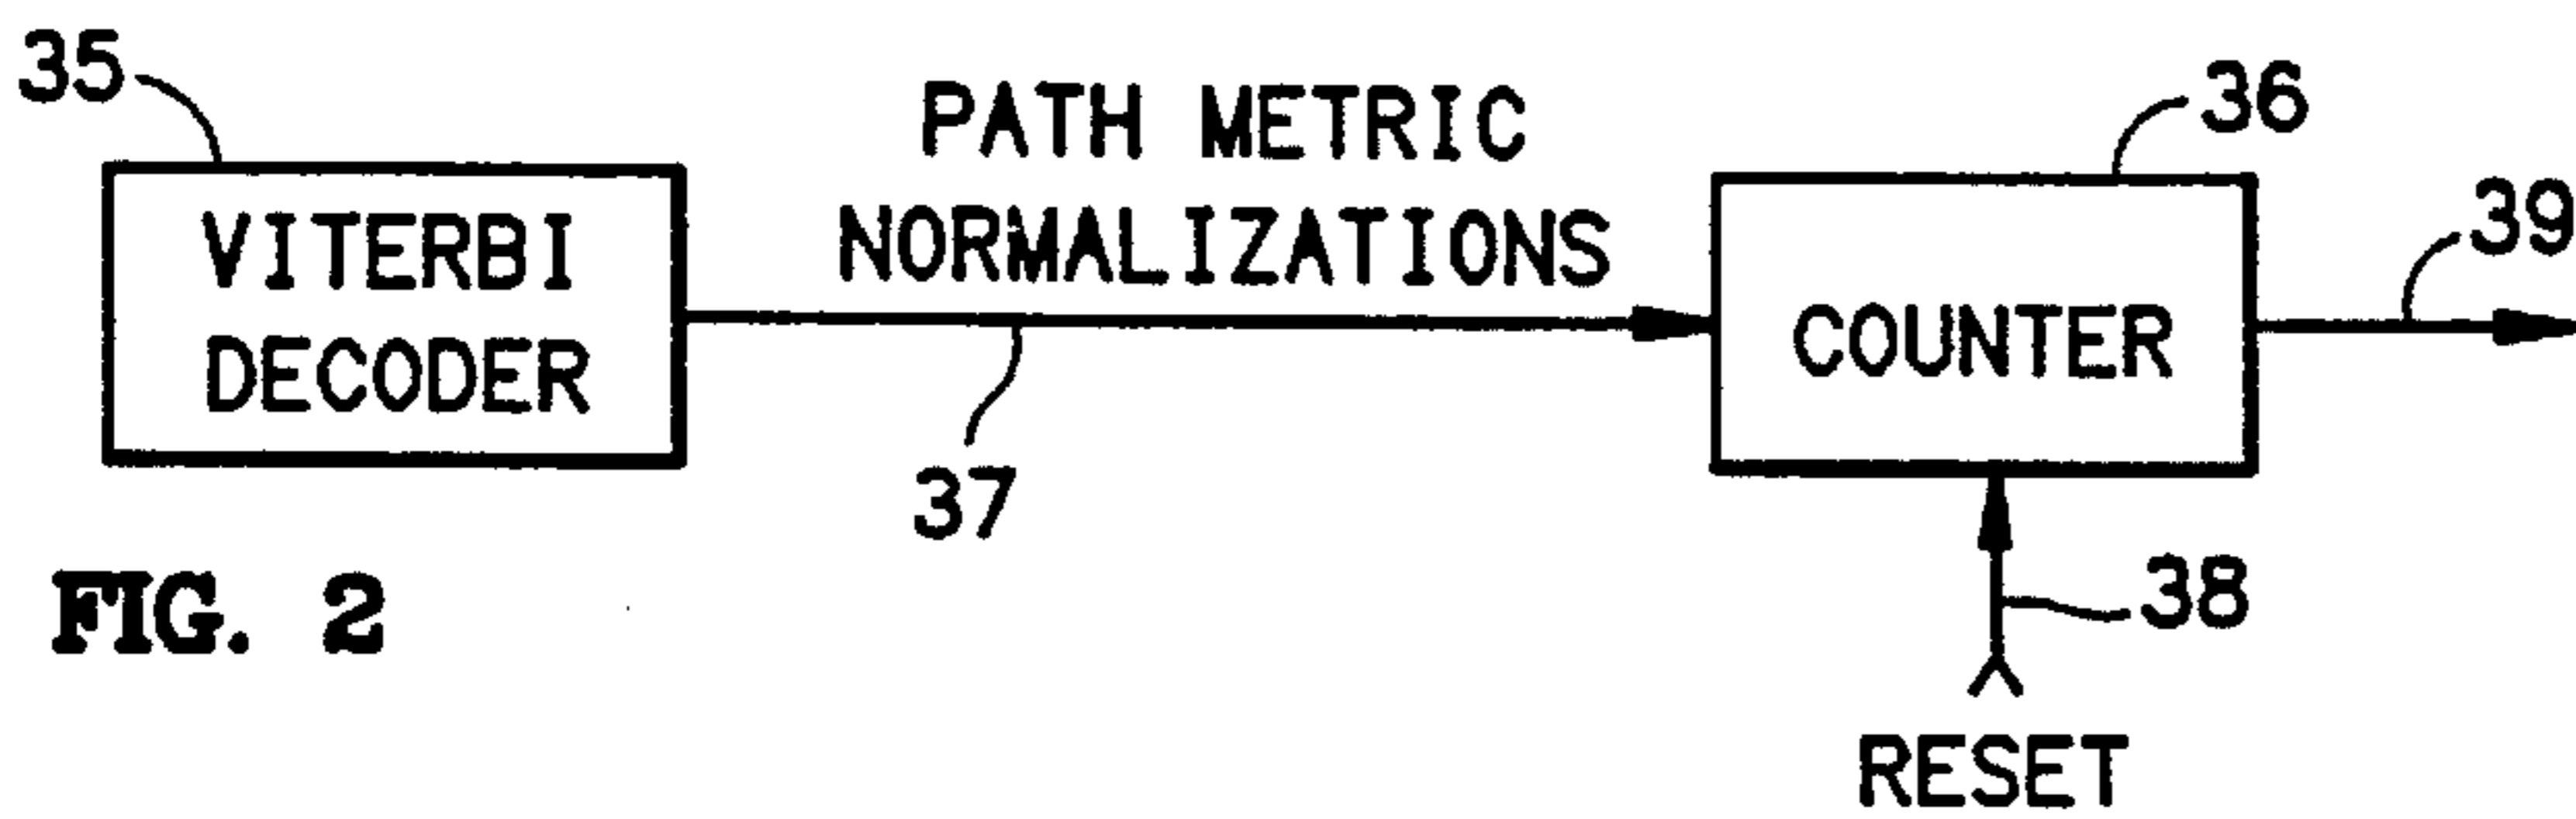 35
PATH METRIC
NORMALIZATIONS
36
39
VITERBI
DECODER
COUNTER
37
38
RESET
FIG. 2